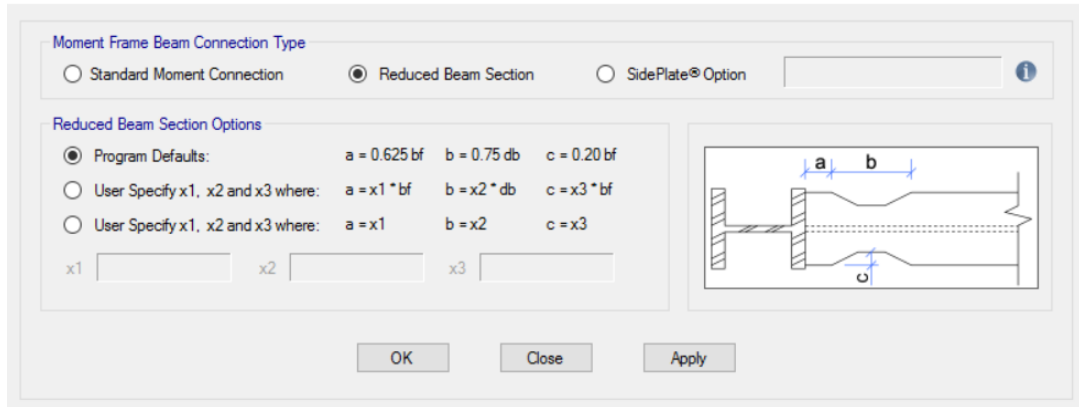 Moment Frame Beam Connection Type
Standard Moment Connection Reduced Beam Section SidePlate® Option
Reduced Beam Section Options
Program Defaults: a = 0.625 bf b = 0.75 db c = 0.20 bf
User Specify x1, x2 and x3 where: a = x1 * bf b = x2 * db c = x3 * bf
User Specify x1, x2 and x3 where: a = x1 b = x2 c = x3
x1 x2 x3
a b
c
OK Close Apply